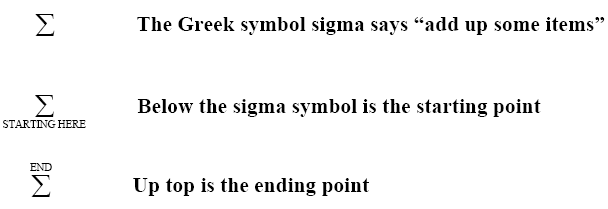 ∑ The Greek symbol sigma says “add up some items”
∑ Below the sigma symbol is the starting point
STARTING HERE
END
∑ Up top is the ending point